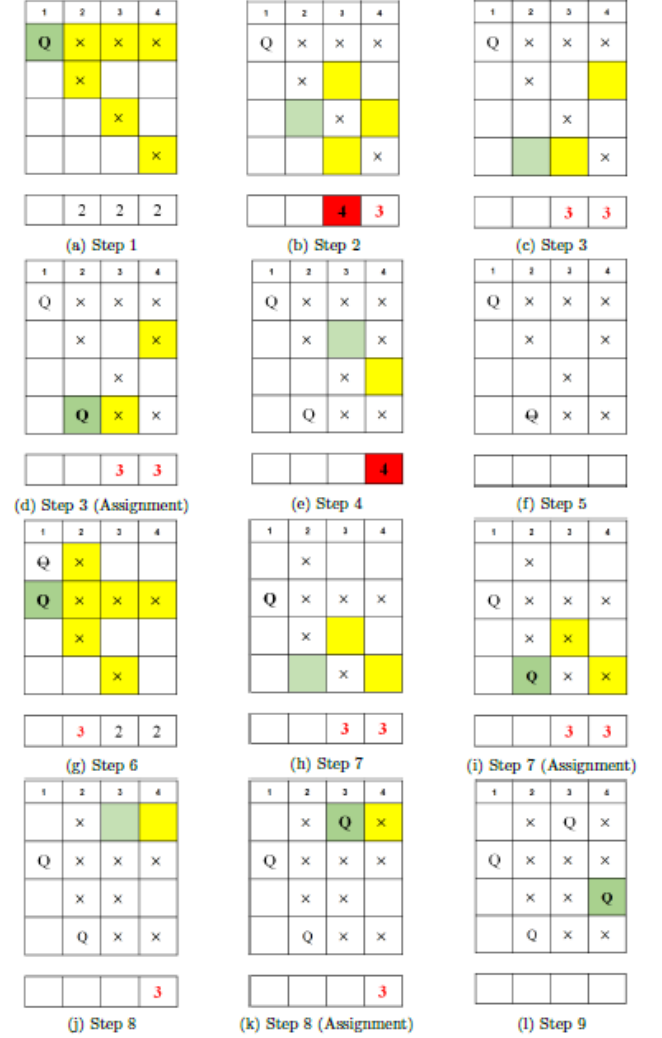 1 2 3 4
Q × × ×
×
×
×
2 2 2
(a) Step 1
1 2 3 4
Q × × ×
×
×
×
4 3
(b) Step 2
1 2 3 4
Q × × ×
×
×
×
3 3
(c) Step 3
1 2 3 4
Q × × ×
× ×
×
Q × ×
3 3
(d) Step 3 (Assignment)
1 2 3 4
Q × × ×
× ×
×
Q × ×
4
(e) Step 4
1 2 3 4
Q × × ×
× ×
×
Q × ×
(f) Step 5
1 2 3 4
Q ×
Q × × ×
×
×
3 2 2
(g) Step 6
1 2 3 4
×
Q × × ×
×
×
3 3
(h) Step 7
1 2 3 4
×
Q × × ×
× ×
Q × ×
3 3
(i) Step 7 (Assignment)
1 2 3 4
×
Q × × ×
× ×
Q × ×
3
(j) Step 8
1 2 3 4
× Q ×
Q × × ×
× ×
Q × ×
3
(k) Step 8 (Assignment)
1 2 3 4
× Q ×
Q × × ×
× × Q
Q × ×
(l) Step 9